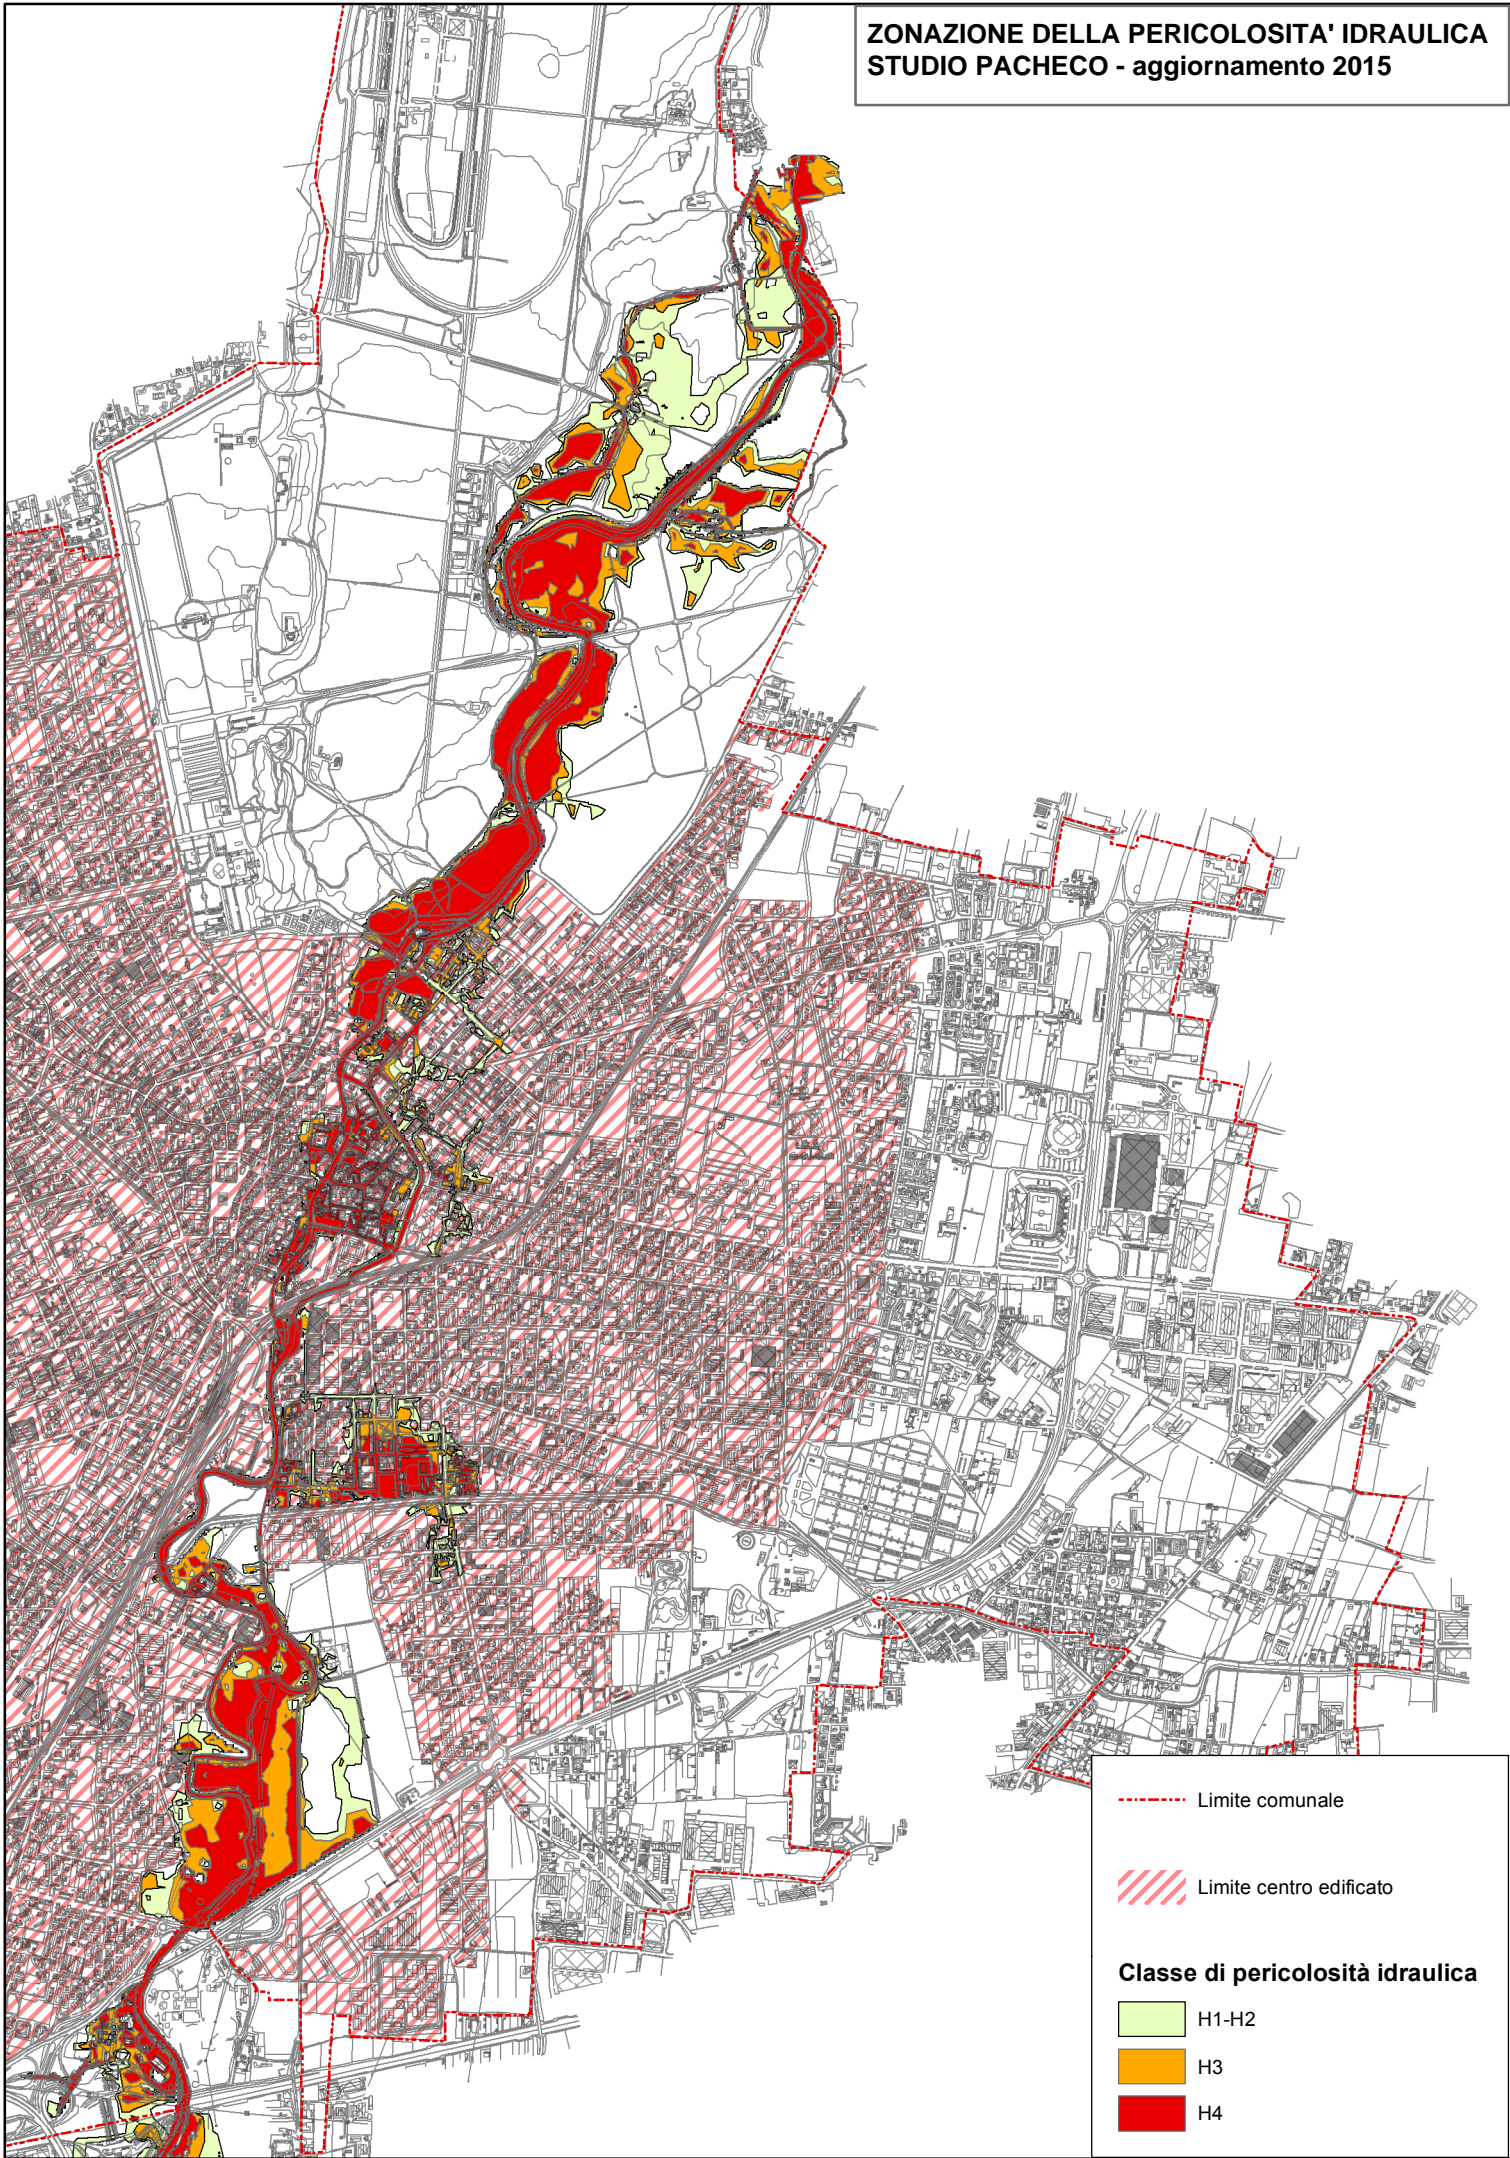 ZONAZIONE DELLA PERICOLOSITA' IDRAULICA
STUDIO PACHECO - aggiornamento 2015
Limite comunale
Limite centro edificato
Classe di pericolosità idraulica
H1-H2
H3
H4